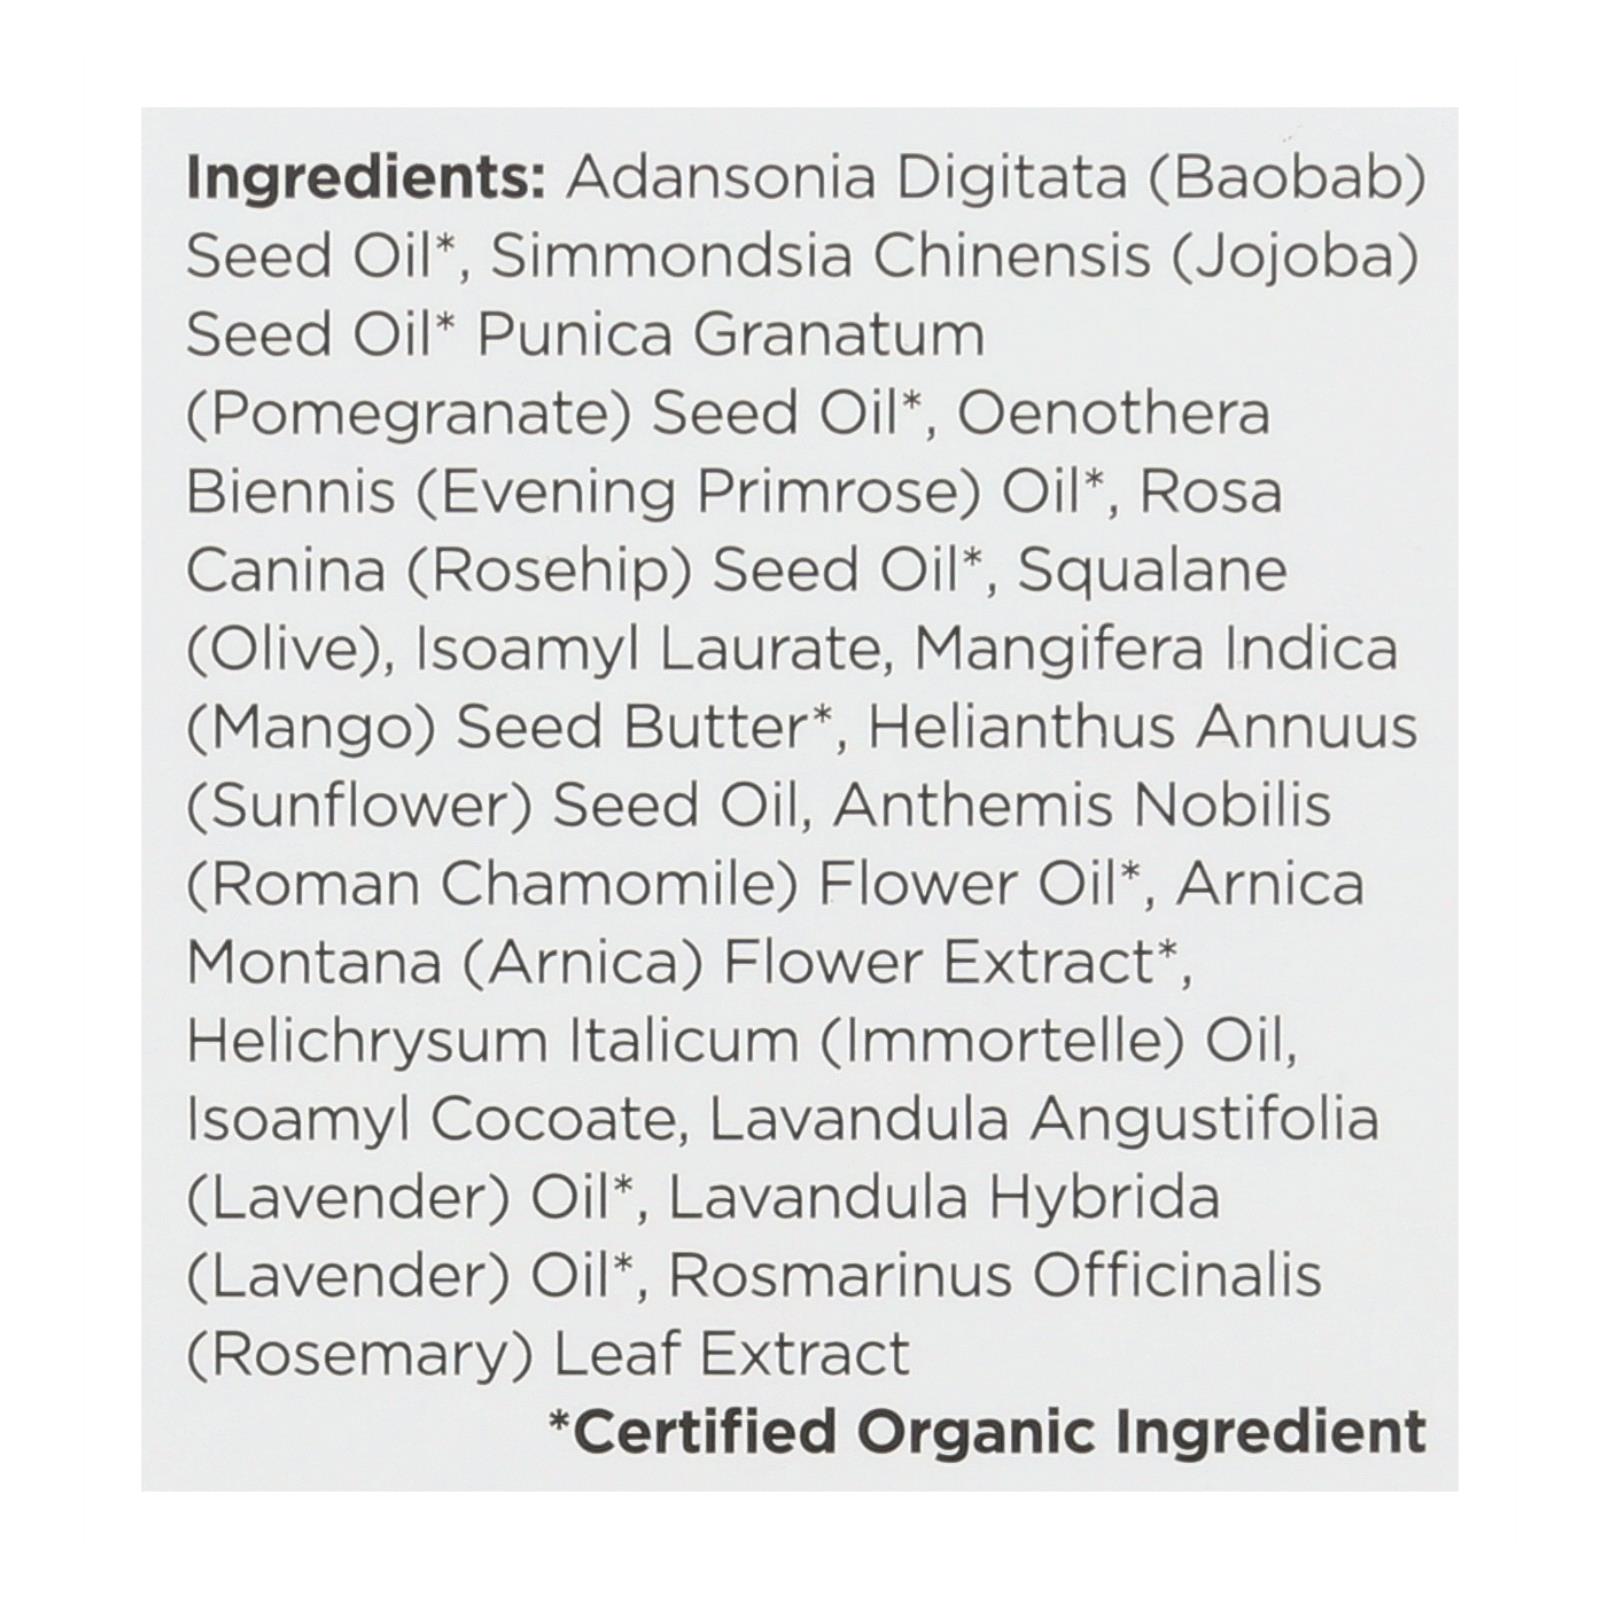 Ingredients: Adansonia Digitata (Baobab)
Seed Oil*, Simmondsia Chinensis (Jojoba)
Seed Oil* Punica Granatum
(Pomegranate) Seed Oil*, Oenothera
Biennis (Evening Primrose) Oil*, Rosa
Canina (Rosehip) Seed Oil*, Squalane
(Olive), Isoamyl Laurate, Mangifera Indica
(Mango) Seed Butter*, Helianthus Annuus
(Sunflower) Seed Oil, Anthemis Nobilis
(Roman Chamomile) Flower Oil*, Arnica
Montana (Arnica) Flower Extract*,
Helichrysum Italicum (Immortelle) Oil,
Isoamyl Cocoate, Lavandula Angustifolia
(Lavender) Oil*, Lavandula Hybrida
(Lavender) Oil*, Rosmarinus Officinalis
(Rosemary) Leaf Extract
*Certified Organic Ingredient